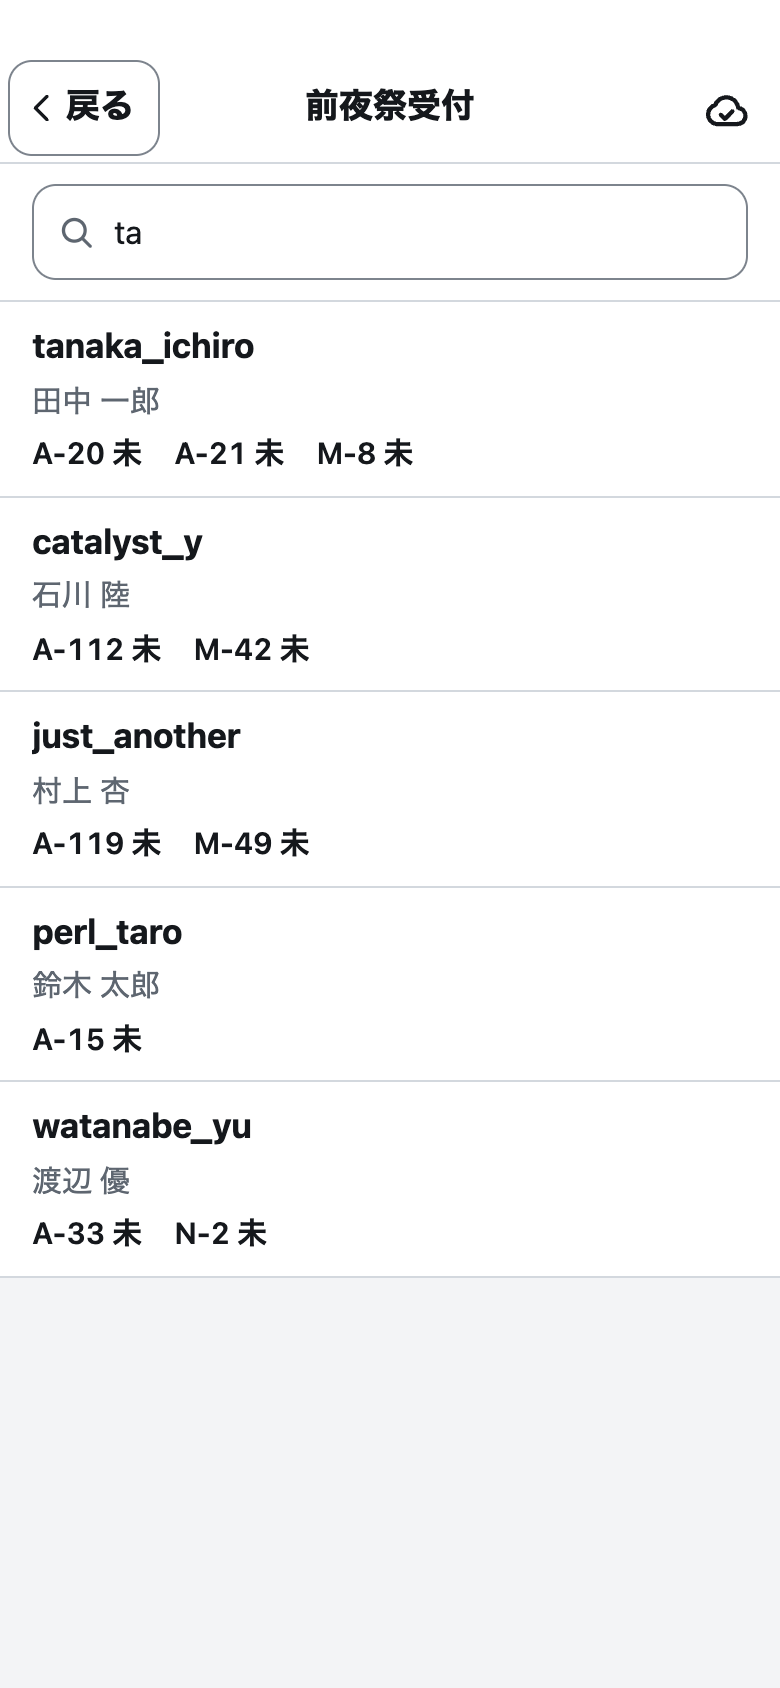 戻る
前夜祭受付
ta
tanaka_ichiro
田中 一郎
A-20 未 A-21 未 M-8 未
catalyst_y
石川 陸
A-112 未 M-42 未
just_another
村上 杏
A-119 未 M-49 未
perl_taro
鈴木 太郎
A-15 未
watanabe_yu
渡辺 優
A-33 未 N-2 未